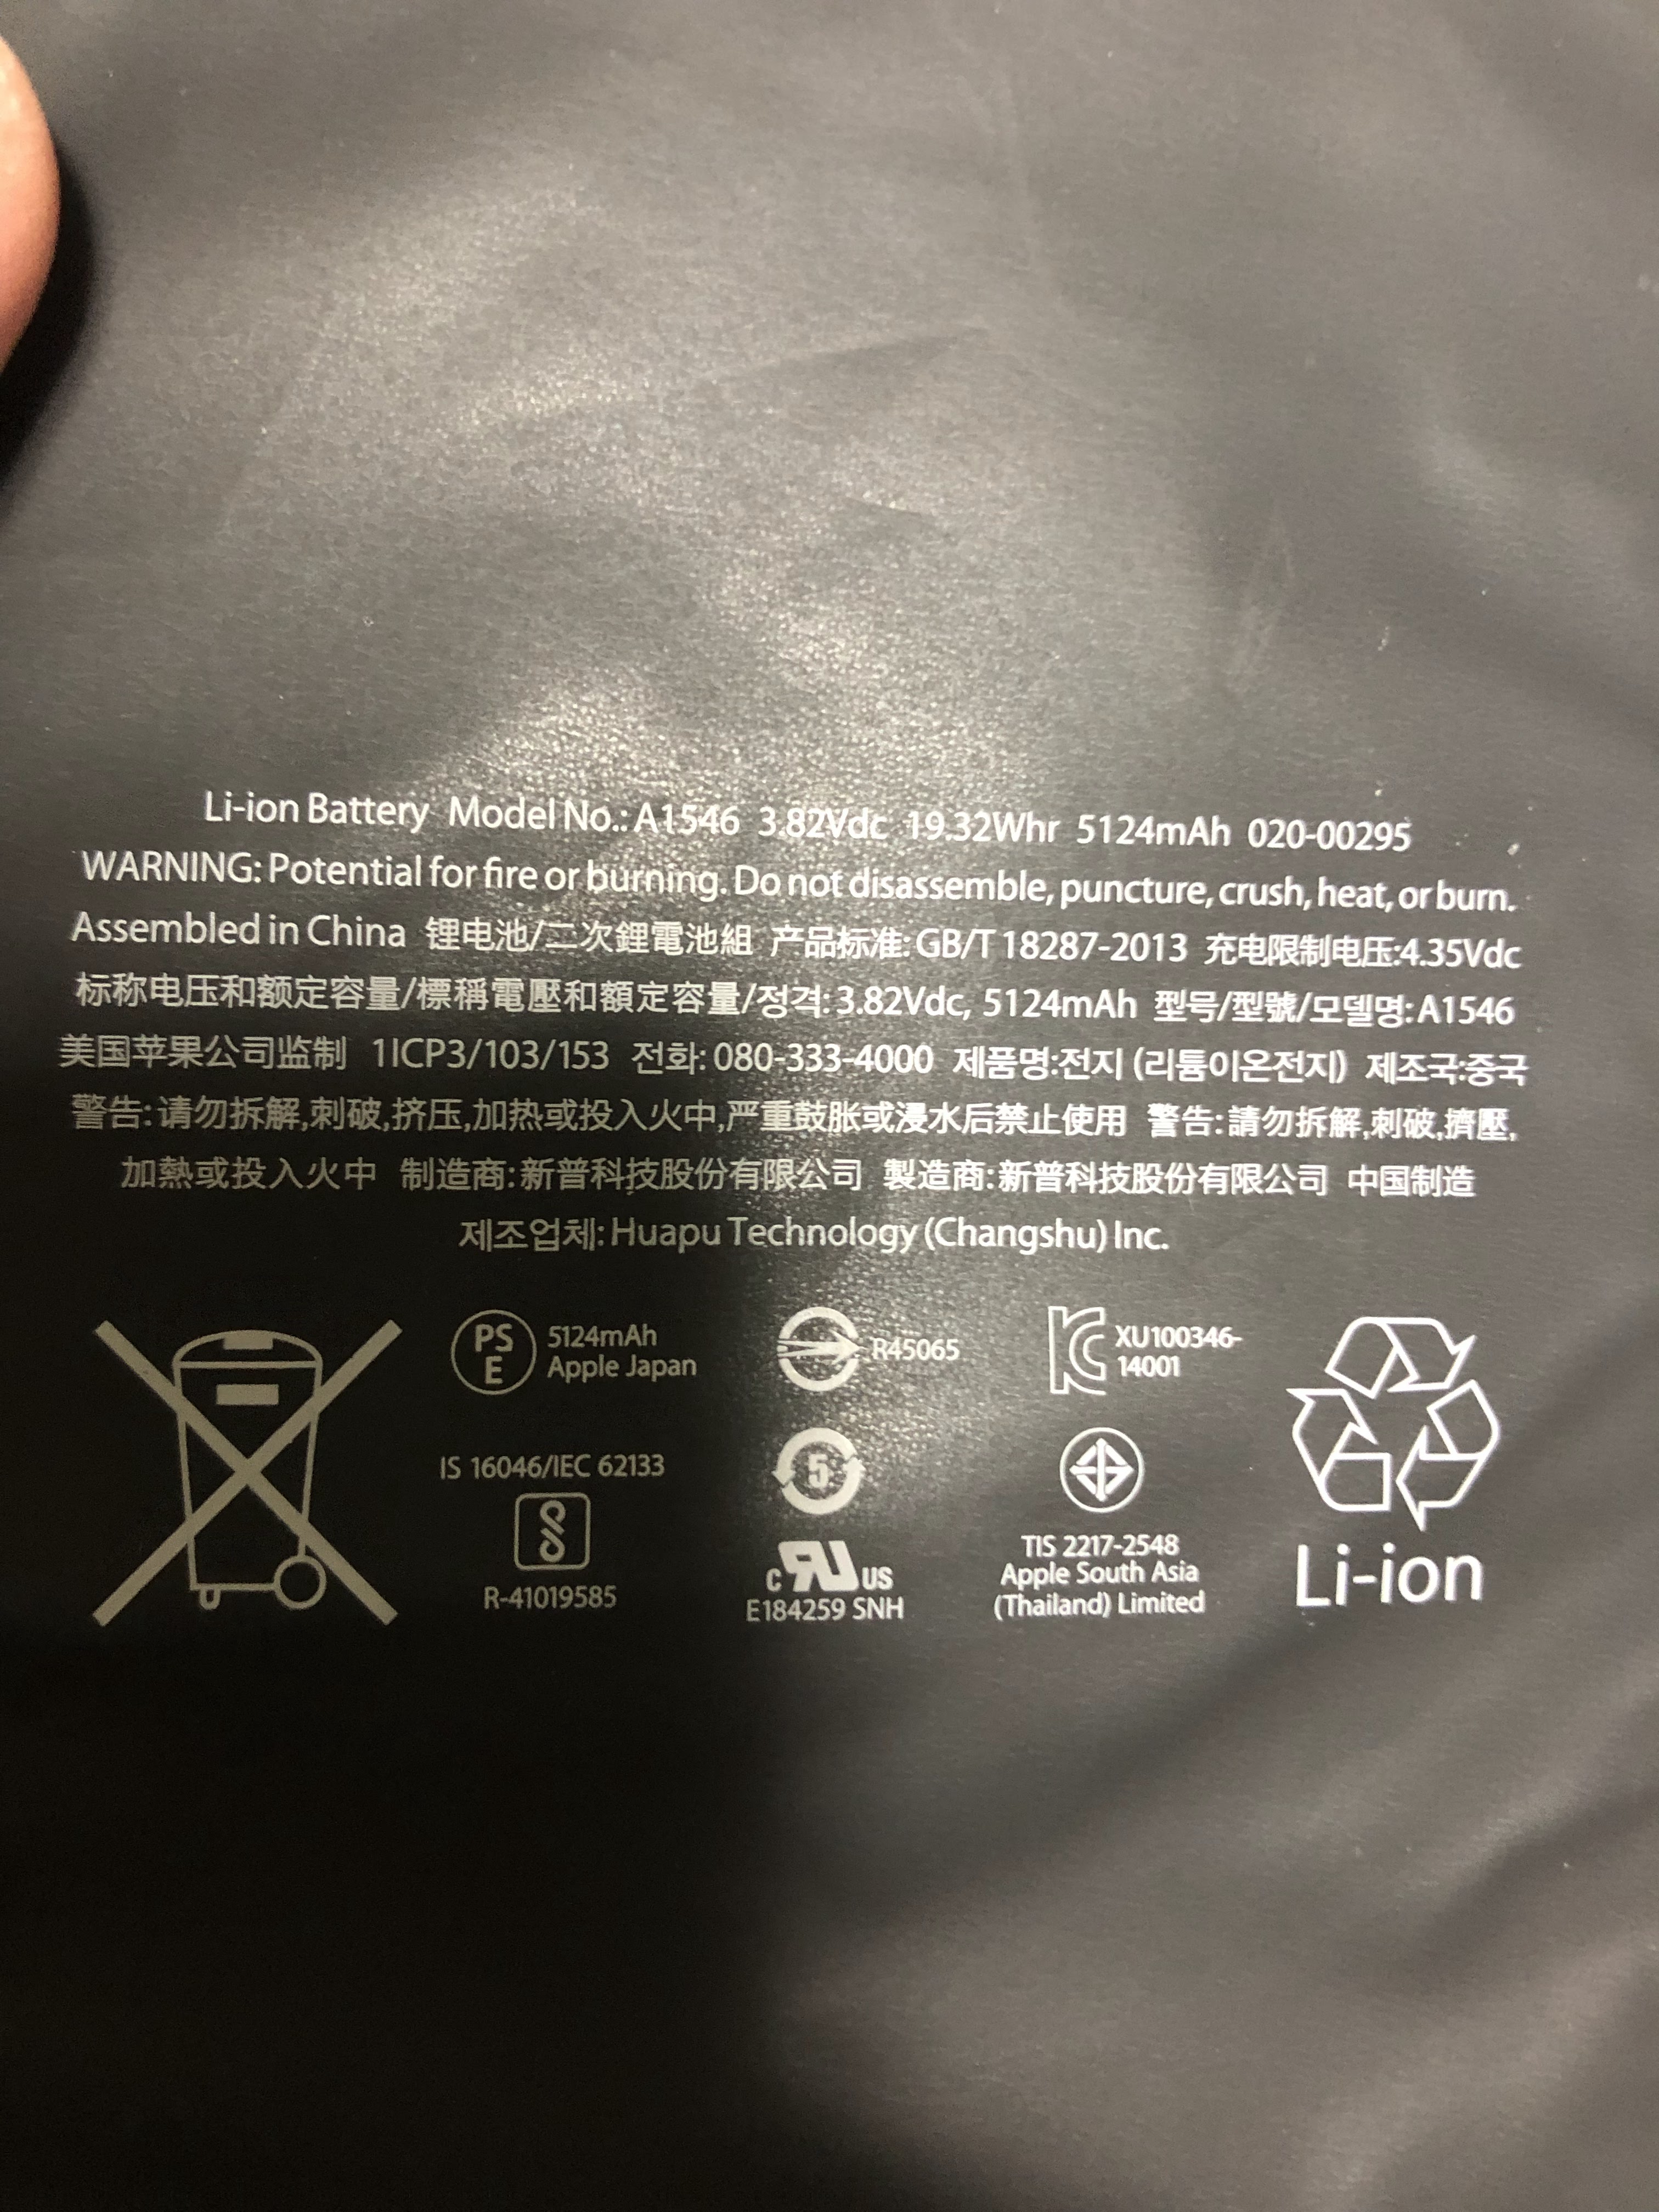 Li-ion Battery Model No.: A1546 3.82Vdc 19.32Whr 5124mAh 020-00295
WARNING: Potential for fire or burning. Do not disassemble, puncture, crush, heat, or burn.
Assembled in China 锂电池/二次鋰電池組 产品标准: GB/T 18287-2013 充电限制电压:4.35Vdc
标称电压和额定容量/標稱電壓和額定容量/정격: 3.82Vdc, 5124mAh 型号/型號/모델명: A1546
美国苹果公司监制 1ICP3/103/153 전화: 080-333-4000 제품명:전지 (리튬이온전지) 제조국:중국
警告: 请勿拆解,刺破,挤压,加热或投入火中,严重鼓胀或浸水后禁止使用 警告: 請勿拆解,刺破,擠壓,
加熱或投入火中 制造商: 新普科技股份有限公司 製造商: 新普科技股份有限公司 中国制造
제조업체: Huapu Technology (Changshu) Inc.
PS E 5124mAh
Apple Japan
R45065
XU100346-
14001
IS 16046/IEC 62133
R-41019585
5
c RU US
E184259 SNH
TIS 2217-2548
Apple South Asia
(Thailand) Limited
Li-ion